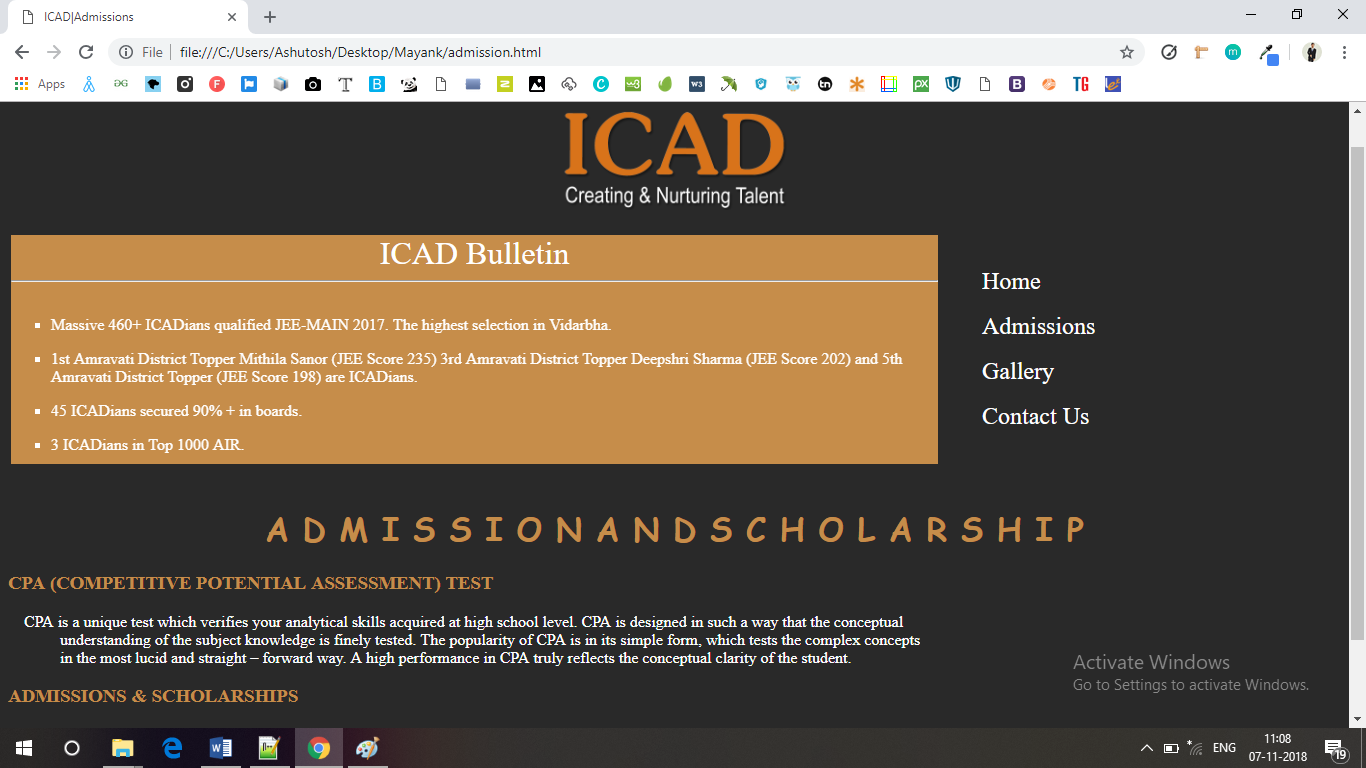 ICAD|Admissions
File
file:///C:/Users/Ashutosh/Desktop/Mayank/admission.html
Apps
ICAD
Creating & Nurturing Talent
ICAD Bulletin
Massive 460+ ICADians qualified JEE-MAIN 2017. The highest selection in Vidarbha.
1st Amravati District Topper Mithila Sanor (JEE Score 235) 3rd Amravati District Topper Deepshri Sharma (JEE Score 202) and 5th
Amravati District Topper (JEE Score 198) are ICADians.
45 ICADians secured 90% + in boards.
3 ICADians in Top 1000 AIR.
Home
Admissions
Gallery
Contact Us
A D M I S S I O N A N D S C H O L A R S H I P
CPA (COMPETITIVE POTENTIAL ASSESSMENT) TEST
CPA is a unique test which verifies your analytical skills acquired at high school level. CPA is designed in such a way that the conceptual
understanding of the subject knowledge is finely tested. The popularity of CPA is in its simple form, which tests the complex concepts
in the most lucid and straight – forward way. A high performance in CPA truly reflects the conceptual clarity of the student.
ADMISSIONS & SCHOLARSHIPS
Activate Windows
Go to Settings to activate Windows.
ENG
11:08
07-11-2018
19